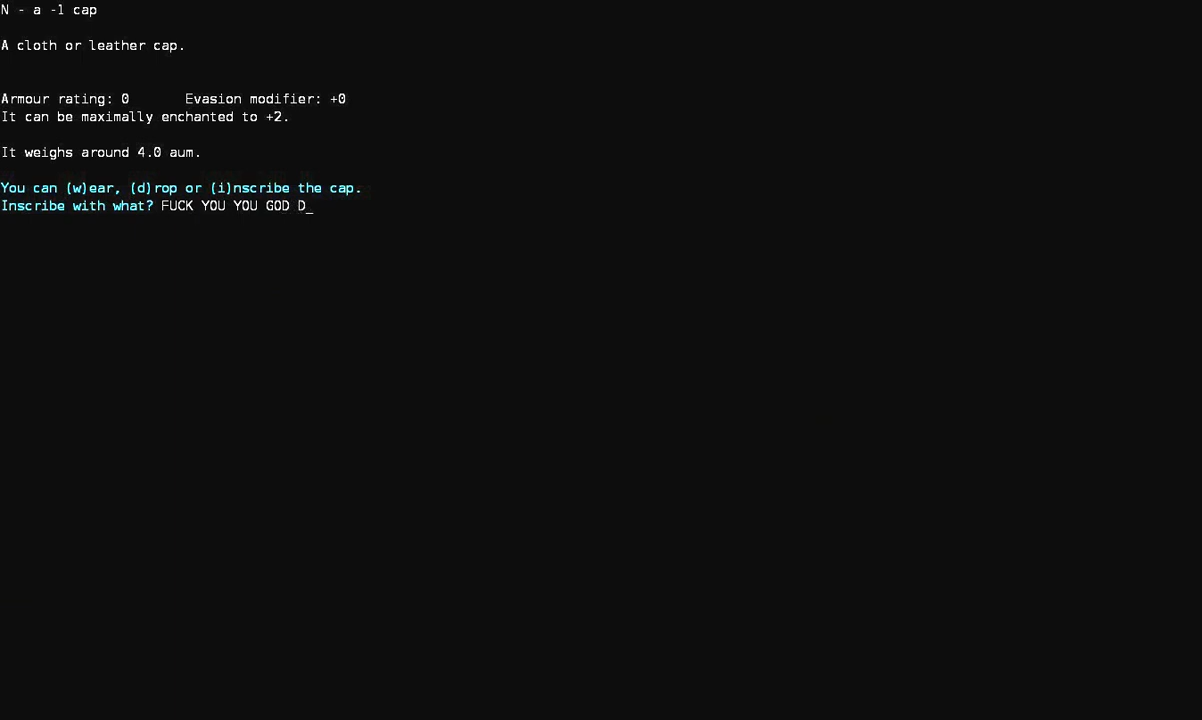 N - a -1 cap
A cloth or leather cap.
Armour rating: 0       Evasion modifier: +0
It can be maximally enchanted to +2.
It weighs around 4.0 aum.
You can (w)ear, (d)rop or (i)nscribe the cap.
Inscribe with what? FUCK YOU YOU GOD D_